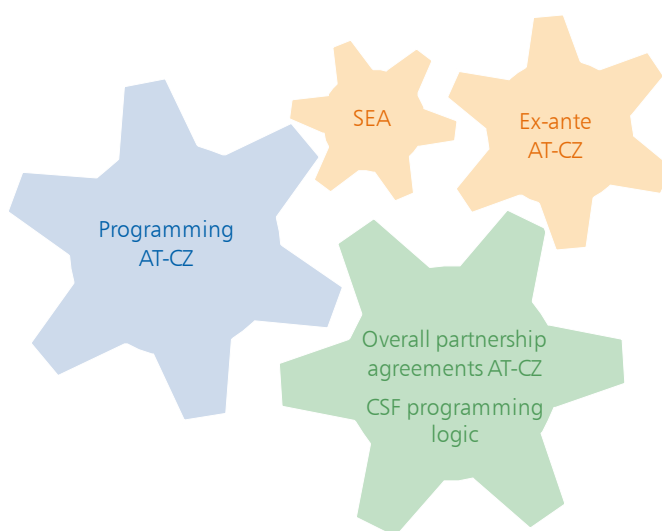 SEA
Ex-ante
AT-CZ
Programming
AT-CZ
Overall partnership
agreements AT-CZ
CSF programming
logic